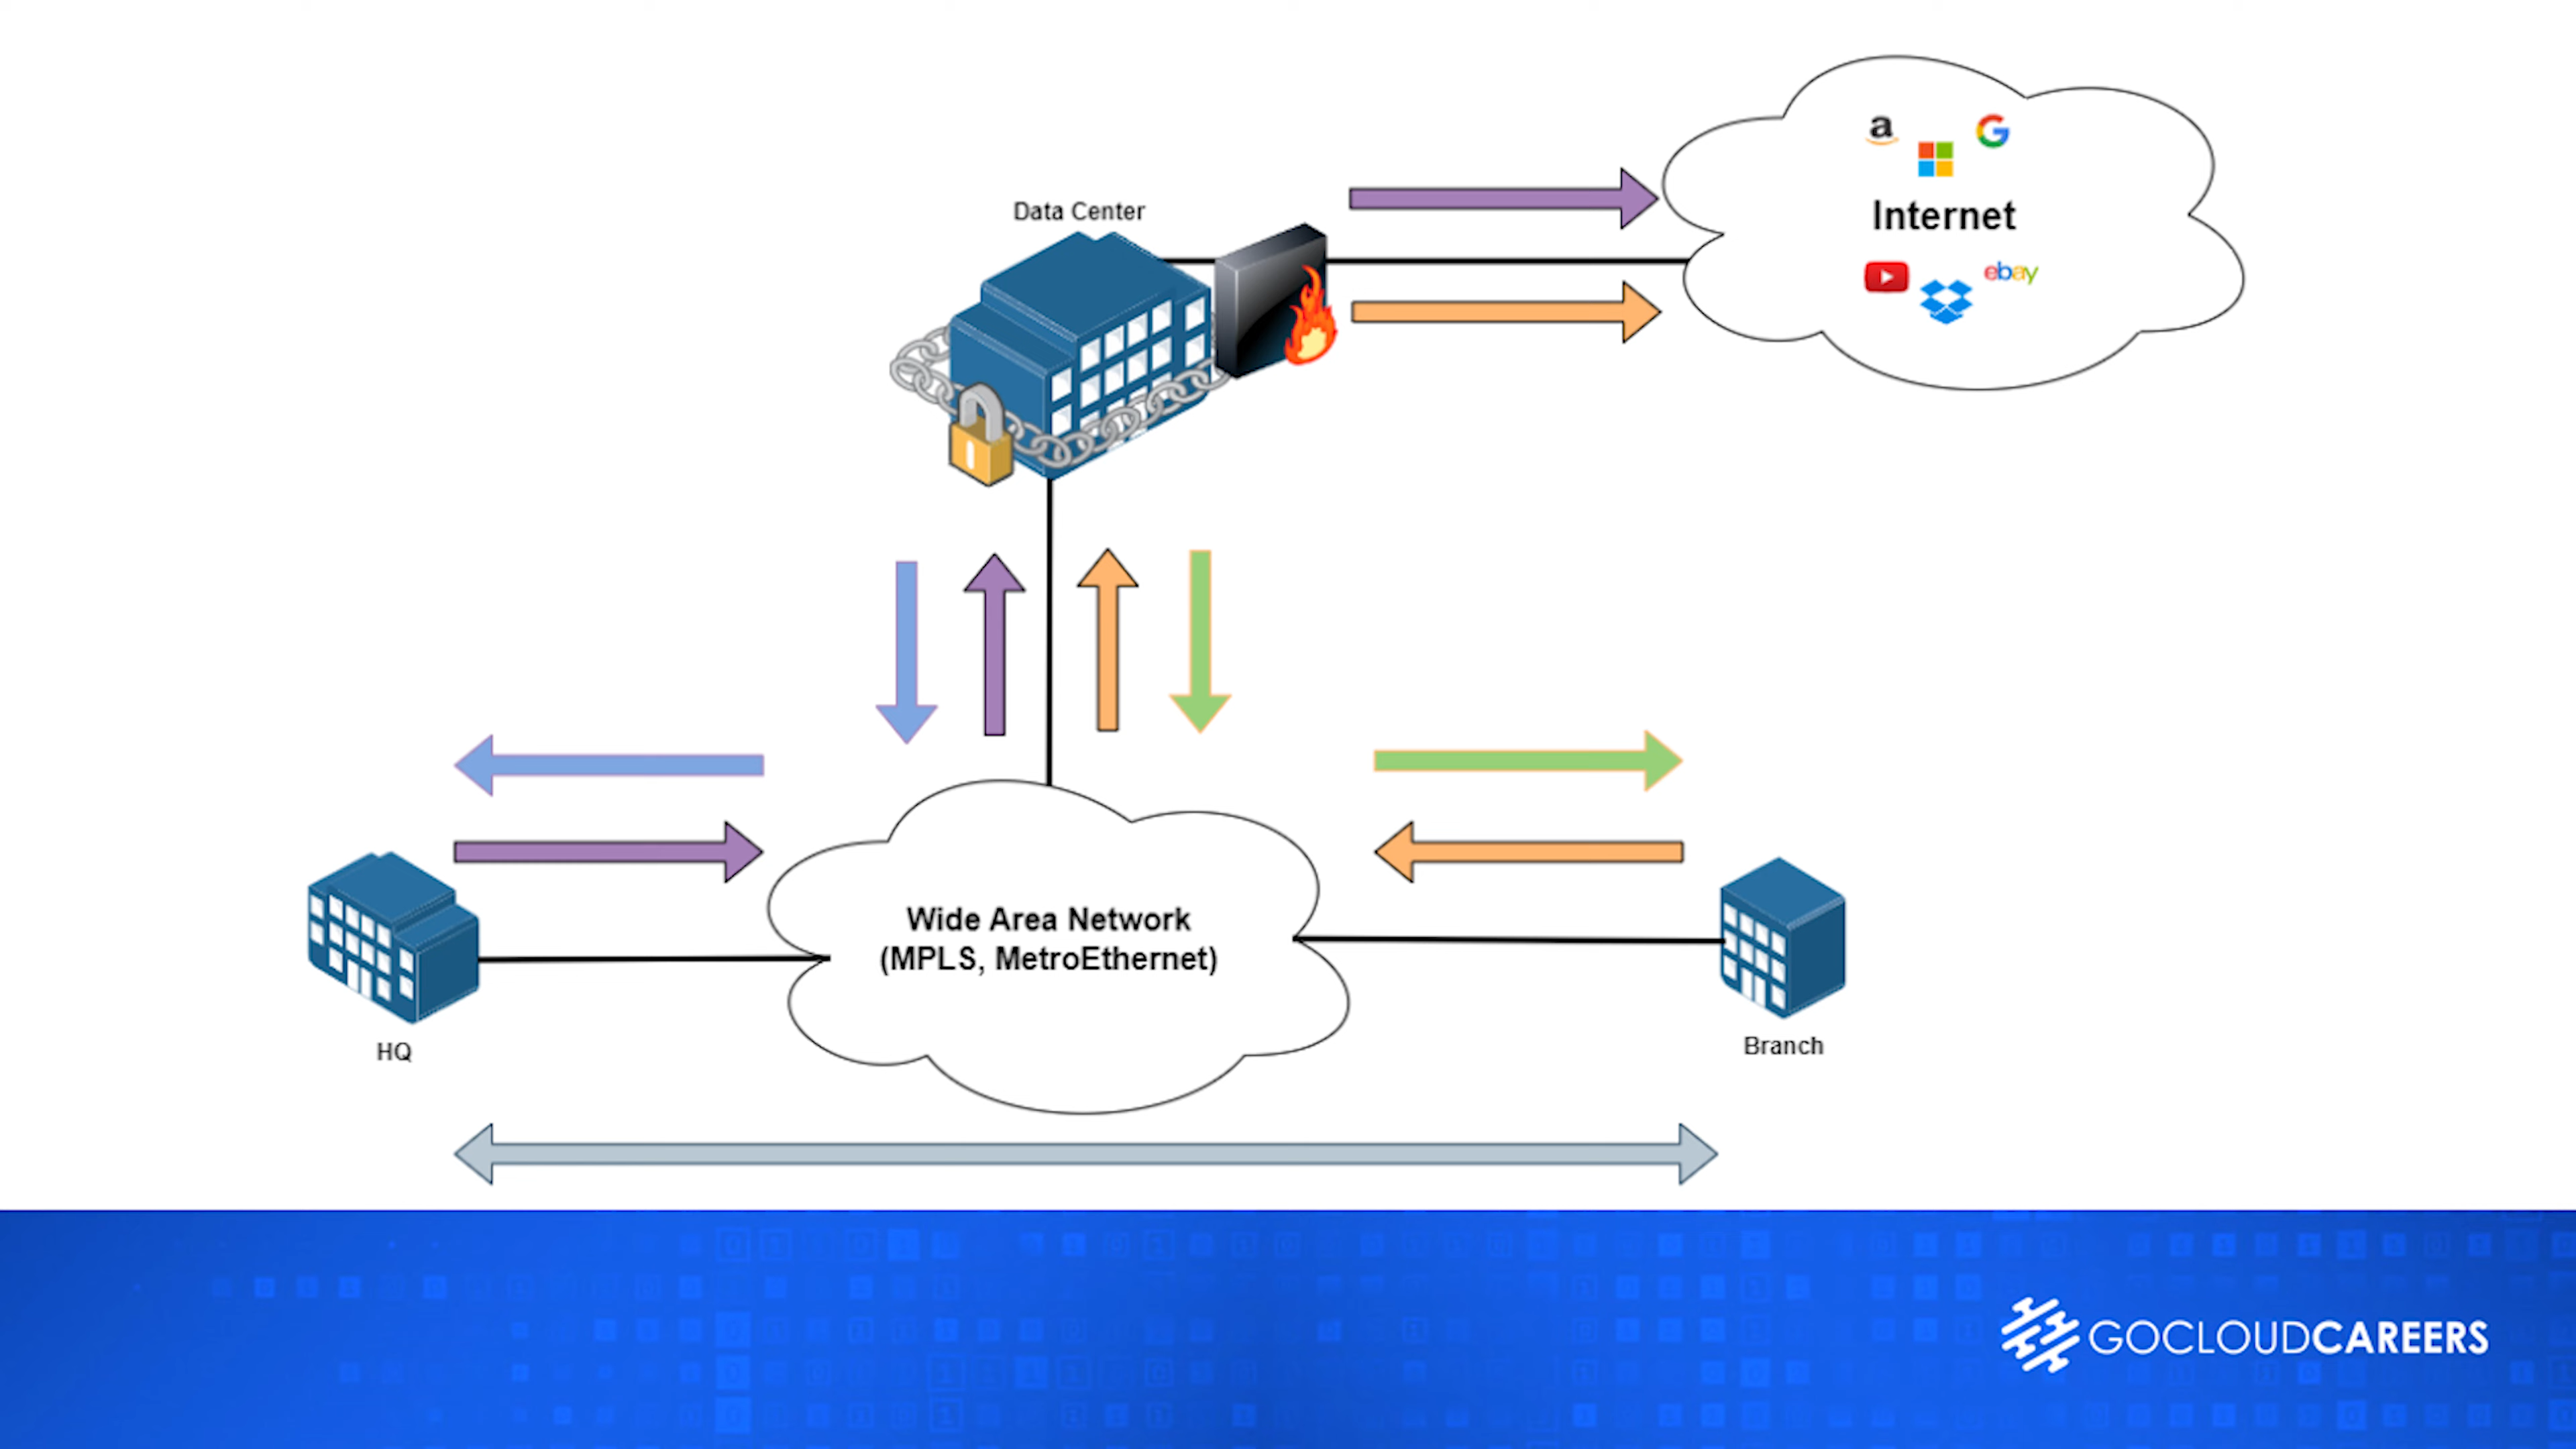 a G
Internet
ebay
Data Center
Wide Area Network
(MPLS, MetroEthernet)
HQ
Branch
GOCLOUDCAREERS